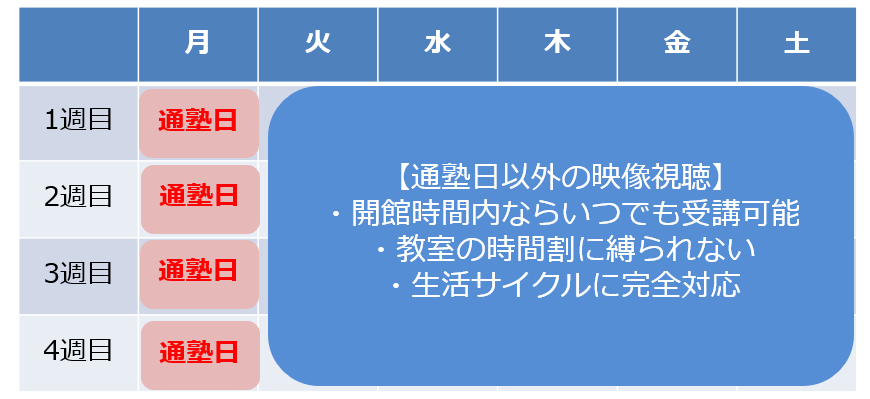 月 火 水 木 金 土
1週目 通塾日
2週目 通塾日
3週目 通塾日
4週目 通塾日
【通塾日以外の映像視聴】
・開館時間内ならいつでも受講可能
・教室の時間割に縛られない
・生活サイクルに完全対応